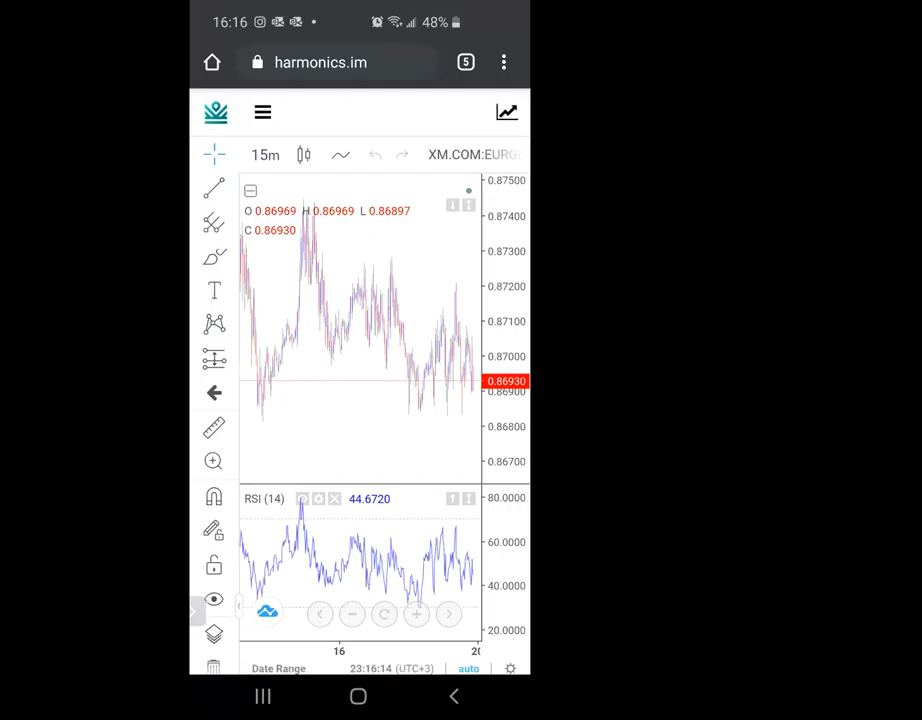 16:16 48%
harmonics.im 5
15m XM.COM:EURG
0.87500
O 0.86969 H 0.86969 L 0.86897
C 0.86930
0.87400
0.87300
0.87200
0.87100
0.87000
0.86930
0.86900
0.86800
0.86700
RSI (14) 44.6720
80.0000
60.0000
40.0000
20.0000
16 20
Date Range 23:16:14 (UTC+3) auto